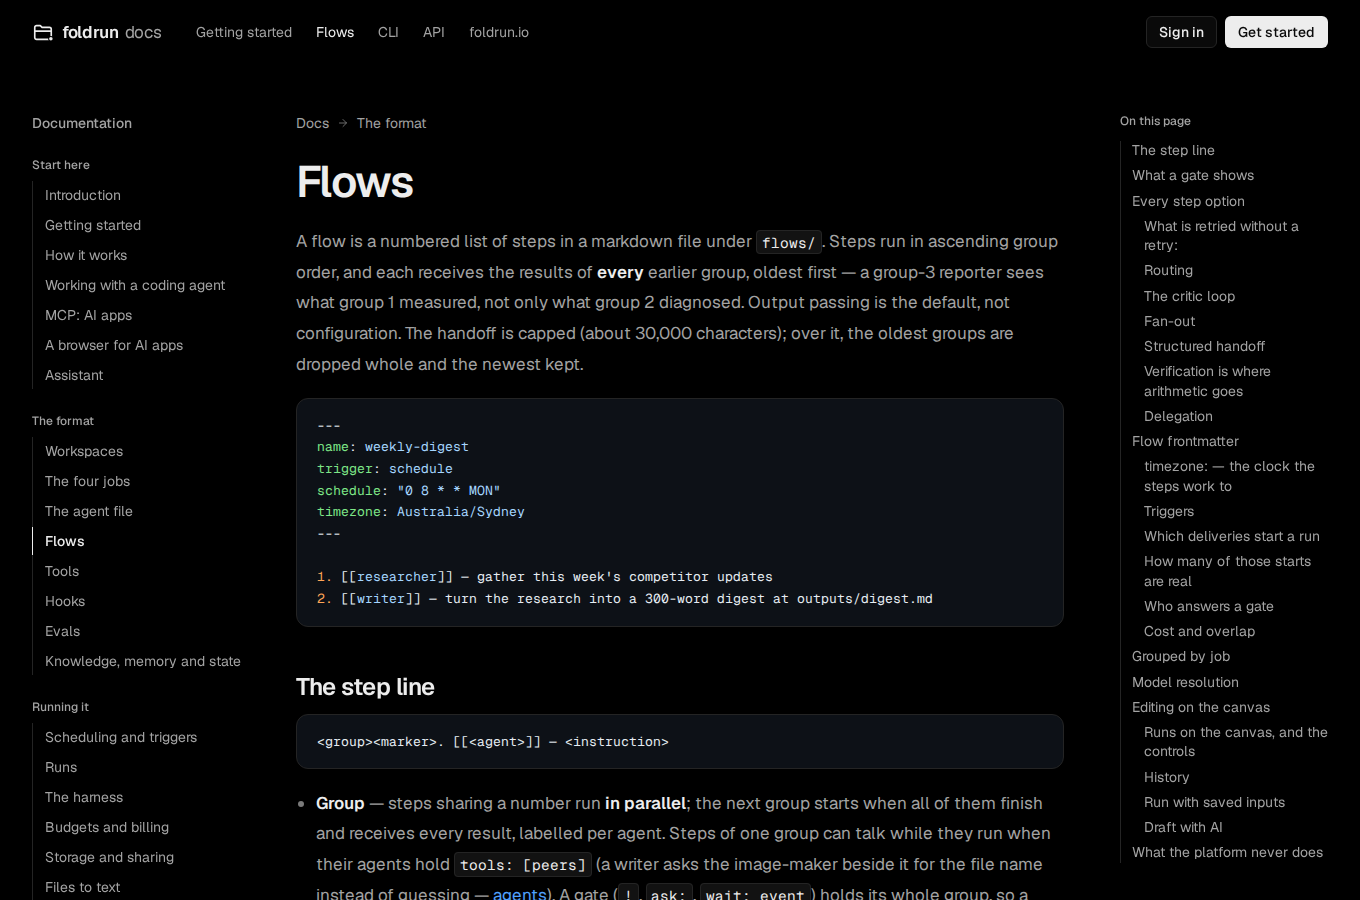 foldrun docs
Getting started
Flows
CLI
API
foldrun.io
Sign in
Get started
Documentation
Start here
Introduction
Getting started
How it works
Working with a coding agent
MCP: AI apps
A browser for AI apps
Assistant
The format
Workspaces
The four jobs
The agent file
Flows
Tools
Hooks
Evals
Knowledge, memory and state
Running it
Scheduling and triggers
Runs
The harness
Budgets and billing
Storage and sharing
Files to text
Docs → The format
Flows
A flow is a numbered list of steps in a markdown file under flows/. Steps run in ascending group
order, and each receives the results of every earlier group, oldest first — a group-3 reporter sees
what group 1 measured, not only what group 2 diagnosed. Output passing is the default, not
configuration. The handoff is capped (about 30,000 characters); over it, the oldest groups are
dropped whole and the newest kept.
---
name: weekly-digest
trigger: schedule
schedule: "0 8 * * MON"
timezone: Australia/Sydney
---
1. [[researcher]] — gather this week's competitor updates
2. [[writer]] — turn the research into a 300-word digest at outputs/digest.md
The step line
<group><marker>. [[<agent>]] — <instruction>
• Group — steps sharing a number run in parallel; the next group starts when all of them finish
and receives every result, labelled per agent. Steps of one group can talk while they run when
their agents hold tools: [peers] (a writer asks the image-maker beside it for the file name
instead of guessing — agents). A gate (!, ask:, wait: event) holds its whole group, so a
On this page
The step line
What a gate shows
Every step option
What is retried without a
retry:
Routing
The critic loop
Fan-out
Structured handoff
Verification is where
arithmetic goes
Delegation
Flow frontmatter
timezone: — the clock the
steps work to
Triggers
Which deliveries start a run
How many of those starts
are real
Who answers a gate
Cost and overlap
Grouped by job
Model resolution
Editing on the canvas
Runs on the canvas, and the
controls
History
Run with saved inputs
Draft with AI
What the platform never does